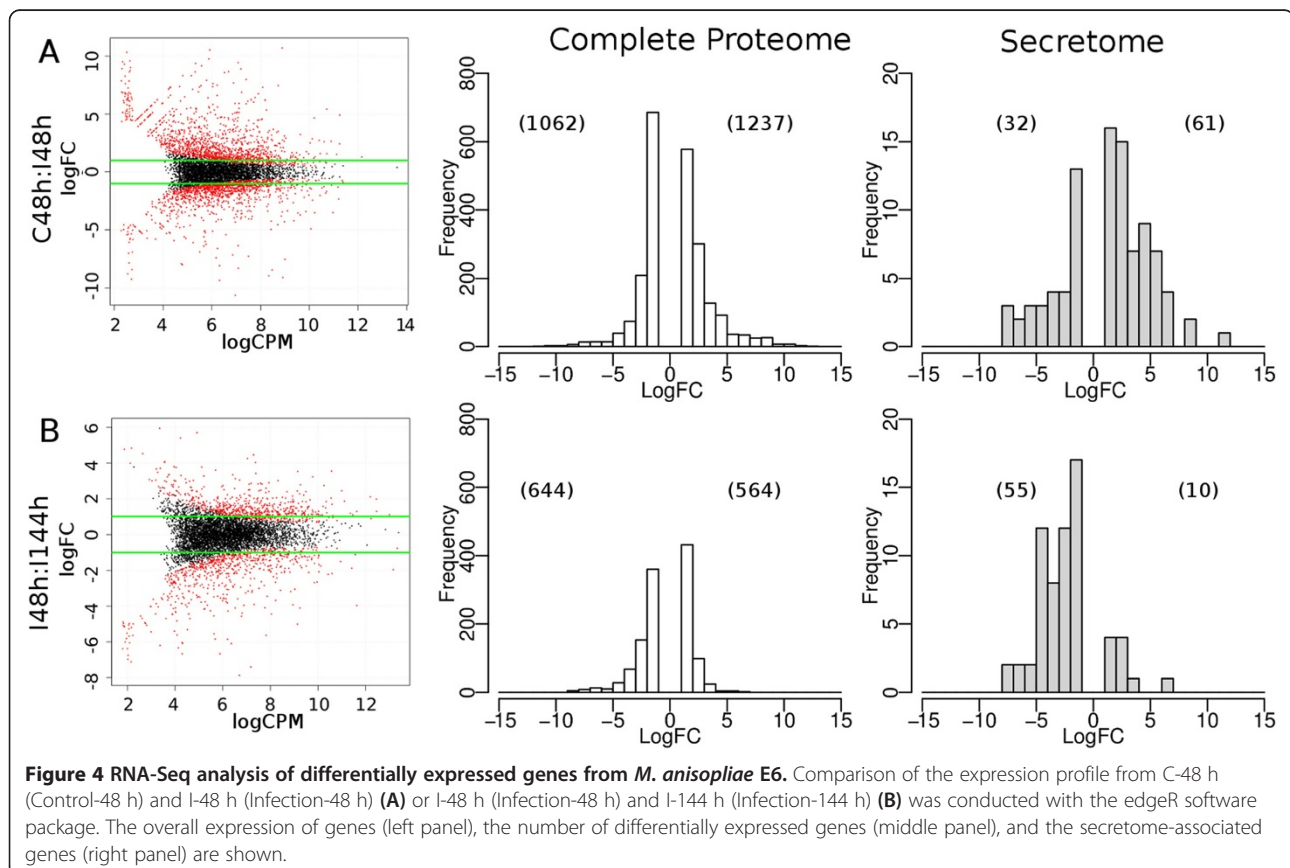 A
Complete Proteome
Secretome
C48h:I48h
logFC
10
5
0
-5
-10
2 4 6 8 10 12 14
logCPM
Frequency
800
600
400
200
0
(1062) (1237)
−15 −10 −5 0 5 10 15
LogFC
Frequency
20
15
10
5
0
(32) (61)
−15 −10 −5 0 5 10 15
LogFC
B
I48h:I144h
logFC
6
4
2
0
-2
-4
-6
-8
2 4 6 8 10 12
logCPM
Frequency
800
600
400
200
0
(644) (564)
−15 −10 −5 0 5 10 15
LogFC
Frequency
20
15
10
5
0
(55) (10)
−15 −10 −5 0 5 10 15
LogFC
Figure 4 RNA-Seq analysis of differentially expressed genes from M. anisopliae E6. Comparison of the expression profile from C-48 h
(Control-48 h) and I-48 h (Infection-48 h) (A) or I-48 h (Infection-48) and I-144 h (Infection-144 h) (B) was conducted with the edgeR software
package. The overall expression of genes (left panel), the number of differentially expressed genes (middle panel), and the secretome-associated
genes (right panel) are shown.